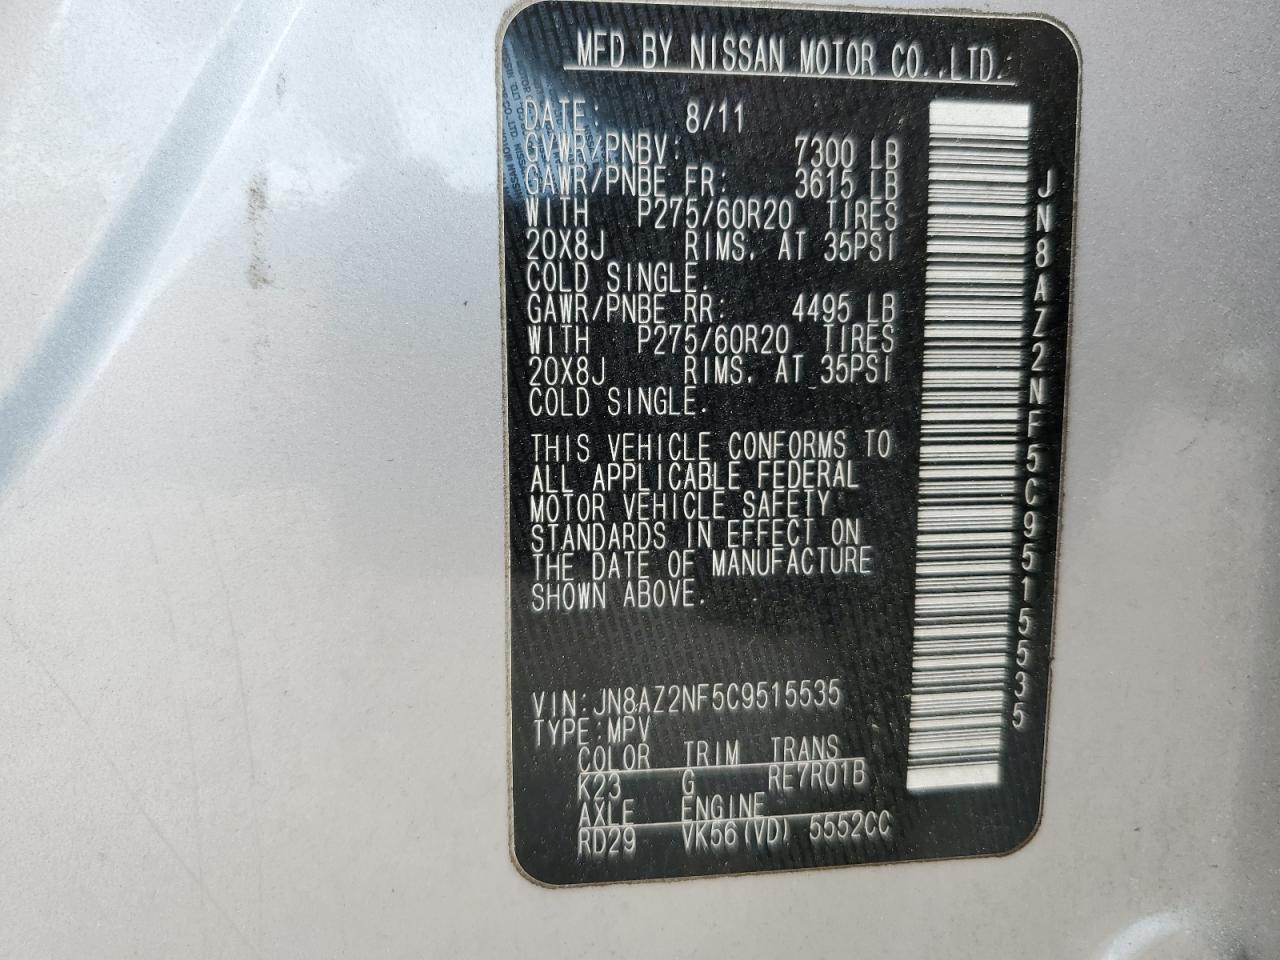 MFD BY NISSAN MOTOR CO.,LTD.
DATE: 8/11
GVWR/PNBV: 7300 LB
GAWR/PNBE FR: 3615 LB
WITH P275/60R20 TIRES
20X8J RIMS, AT 35PSI
COLD SINGLE.
GAWR/PNBE RR: 4495 LB
WITH P275/60R20 TIRES
20X8J RIMS, AT 35PSI
COLD SINGLE.
THIS VEHICLE CONFORMS TO
ALL APPLICABLE FEDERAL
MOTOR VEHICLE SAFETY
STANDARDS IN EFFECT ON
THE DATE OF MANUFACTURE
SHOWN ABOVE.
VIN:JN8AZ2NF5C9515535
TYPE:MPV
COLOR TRIM TRANS
K23 G RE7R01B
AXLE ENGINE
RD29 VK56(VD) 5552CC
JN8AZ2NF5C9515535